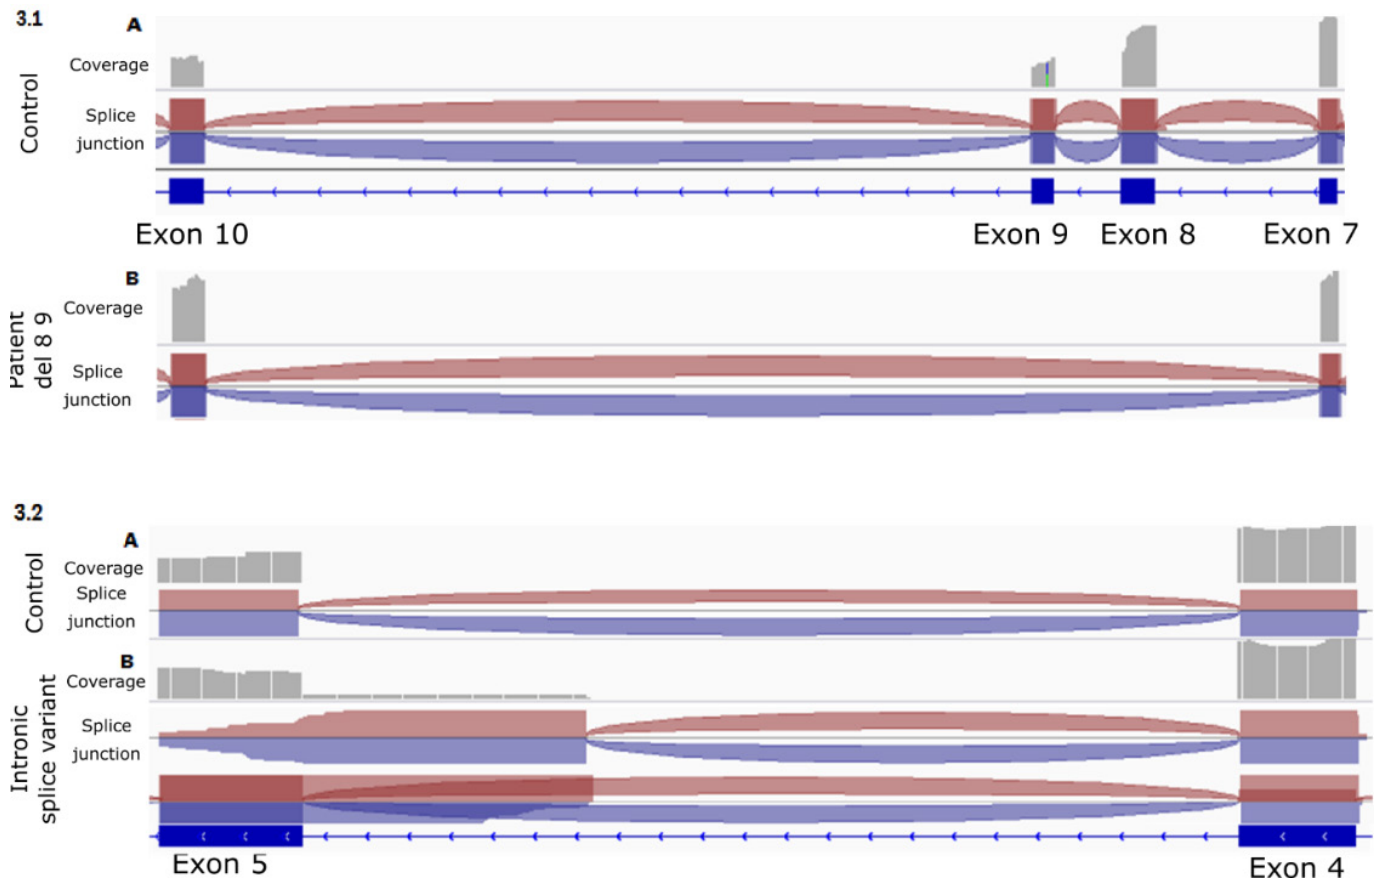 3.1
A
Control
Coverage
Splice
junction
Exon 10
Exon 9
Exon 8
Exon 7
B
Patient
del 8 9
Coverage
Splice
junction
3.2
A
Control
Coverage
Splice
junction
B
Intronic
splice variant
Coverage
Splice
junction
Exon 5
Exon 4